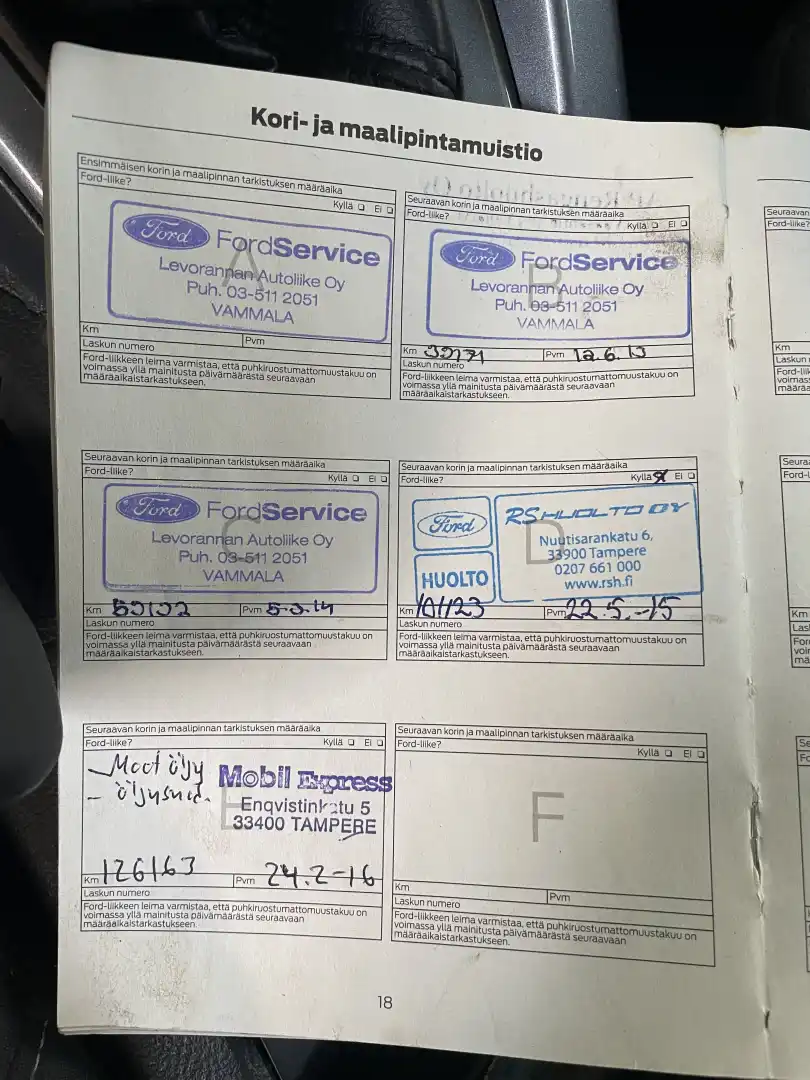 Kori- ja maalipintamuistio
Ensimmäisen korin ja maalipinnan tarkistuksen määräaika
Ford-liike?
Kyllä ❏ Ei ❏
A
Ford FordService
Levorannan Autoliike Oy
Puh. 03-511 2051
VAMMALA
Km
Pvm
Laskun numero
Ford-liikkeen leima varmistaa, että puhkiruostumattomuustakuu on
voimassa yllä mainitusta päivämäärästä seuraavaan
määräaikaistarkastukseen.
Seuraavan korin ja maalipinnan tarkistuksen määräaika
Ford-liike?
Kyllä ❏ Ei ❏
B
Ford FordService
Levorannan Autoliike Oy
Puh. 03-511 2051
VAMMALA
Km
Pvm 12.6.13
Laskun numero
Ford-liikkeen leima varmistaa, että puhkiruostumattomuustakuu on
voimassa yllä mainitusta päivämäärästä seuraavaan
määräaikaistarkastukseen.
Seuraavan korin ja maalipinnan tarkistuksen määräaika
Ford-liike?
Kyllä ❏ Ei ❏
C
Ford FordService
Levorannan Autoliike Oy
Puh. 03-511 2051
VAMMALA
Km
Pvm 5.3.14
Laskun numero
Ford-liikkeen leima varmistaa, että puhkiruostumattomuustakuu on
voimassa yllä mainitusta päivämäärästä seuraavaan
määräaikaistarkastukseen.
Seuraavan korin ja maalipinnan tarkistuksen määräaika
Ford-liike?
Kyllä ❏ Ei ❏
D
Ford
HUOLTO
RS HUOLTO OY
Nuutisarankatu 6,
33900 Tampere
0207 661 000
www.rsh.fi
Km 101123
Pvm 22.5.-15
Laskun numero
Ford-liikkeen leima varmistaa, että puhkiruostumattomuustakuu on
voimassa yllä mainitusta päivämäärästä seuraavaan
määräaikaistarkastukseen.
Seuraavan korin ja maalipinnan tarkistuksen määräaika
Ford-liike?
Kyllä ❏ Ei ❏
E
- Moot öljy
- öljysuod.
Mobil Express
Enqvistinkatu 5
33400 TAMPERE
Km 126163
Pvm 24.2-16
Laskun numero
Ford-liikkeen leima varmistaa, että puhkiruostumattomuustakuu on
voimassa yllä mainitusta päivämäärästä seuraavaan
määräaikaistarkastukseen.
Seuraavan korin ja maalipinnan tarkistuksen määräaika
Ford-liike?
Kyllä ❏ Ei ❏
F
Km
Pvm
Laskun numero
Ford-liikkeen leima varmistaa, että puhkiruostumattomuustakuu on
voimassa yllä mainitusta päivämäärästä seuraavaan
määräaikaistarkastukseen.
18
Seuraavan
Ford-liike?
Km